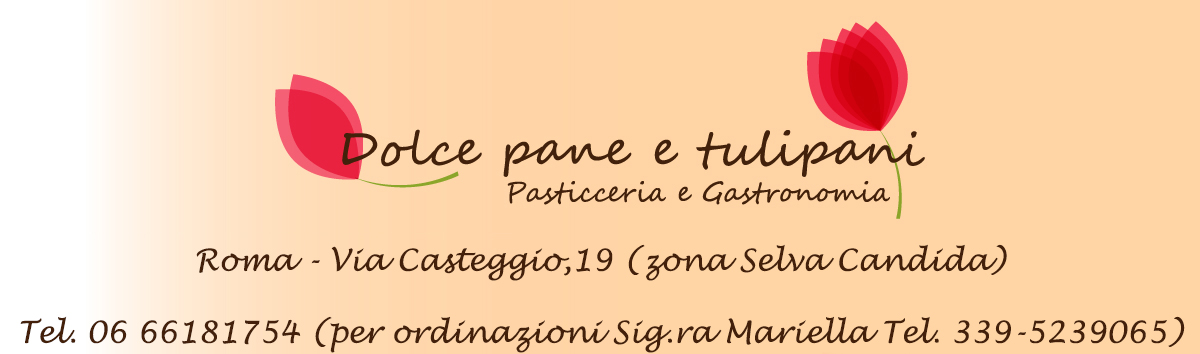 Dolce pane e tulipani
Pasticceria e Gastronomia
Roma - Via Casteggio,19 (zona Selva Candida)
Tel. 06 66181754 (per ordinazioni Sig.ra Mariella Tel. 339-5239065)